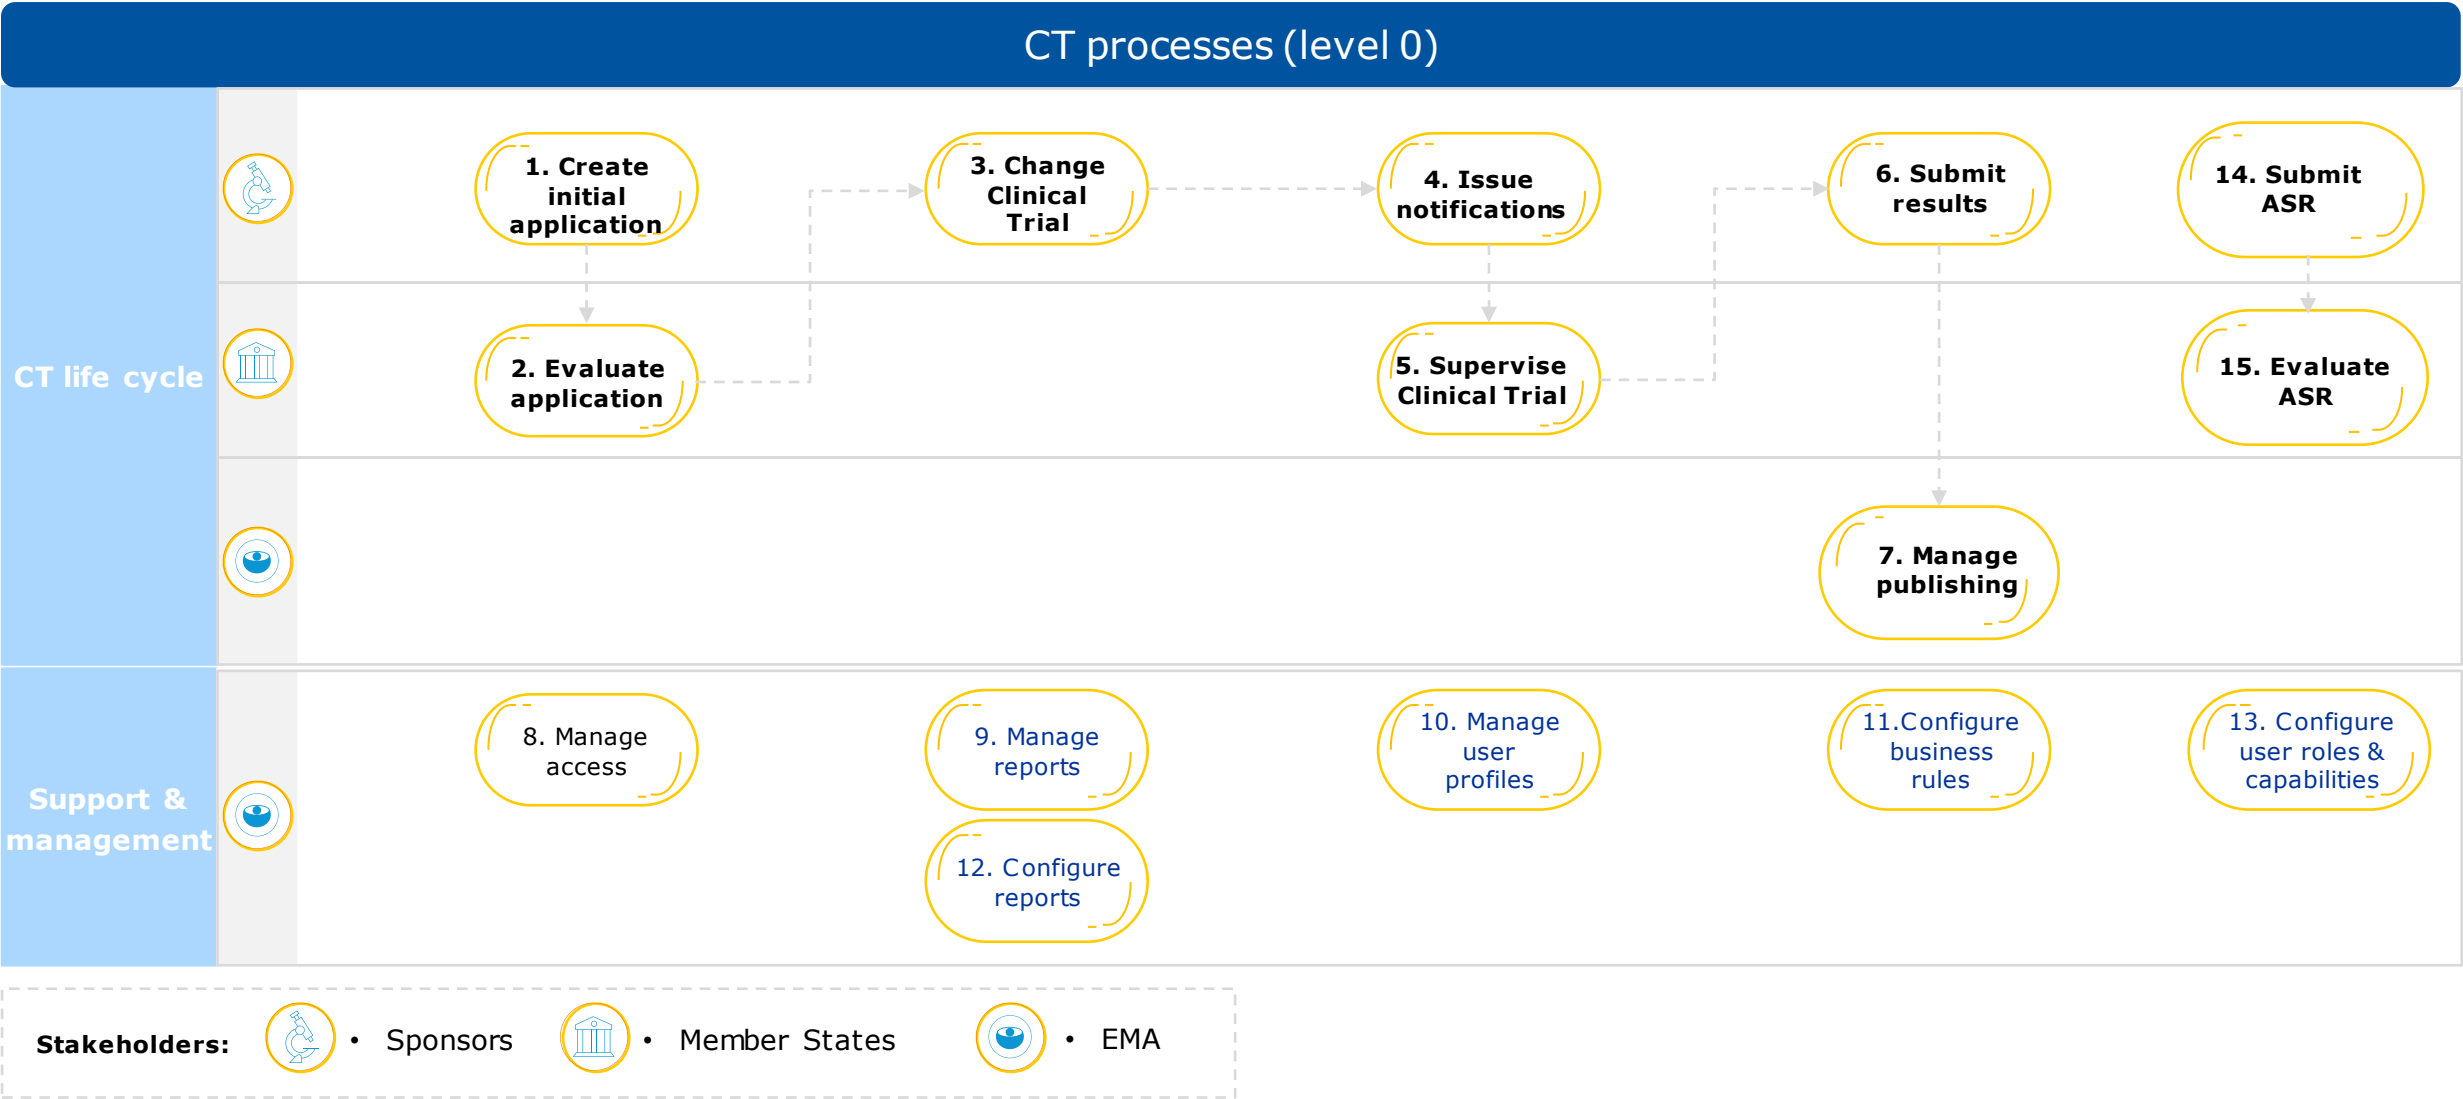 CT processes (level 0)
CT life cycle
1. Create
initial
application
3. Change
Clinical
Trial
4. Issue
notifications
6. Submit
results
14. Submit
ASR
2. Evaluate
application
5. Supervise
Clinical Trial
15. Evaluate
ASR
7. Manage
publishing
Support &
management
8. Manage
access
9. Manage
reports
10. Manage
user
profiles
11.Configure
business
rules
13. Configure
user roles &
capabilities
12. Configure
reports
Stakeholders:
• Sponsors
• Member States
• EMA